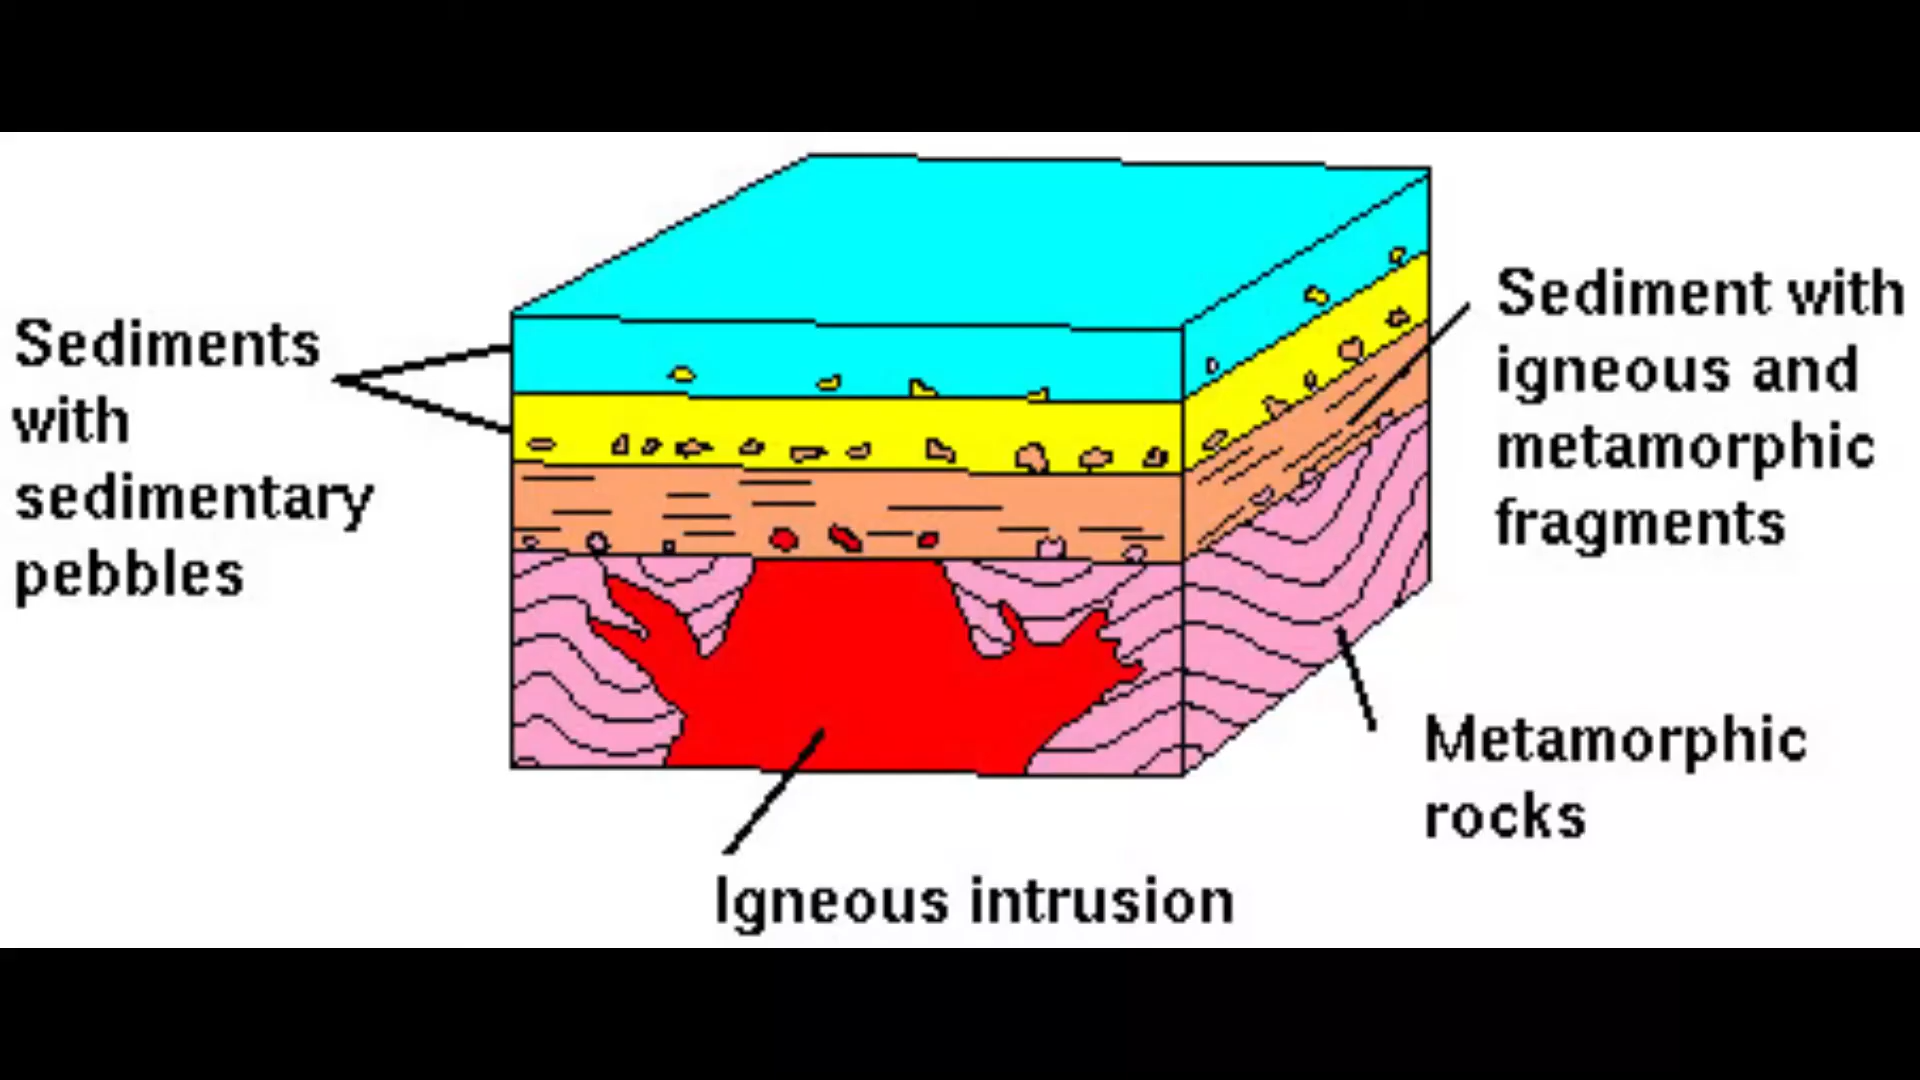 Sediments
with
sedimentary
pebbles
Sediment with
igneous and
metamorphic
fragments
Metamorphic
rocks
Igneous intrusion